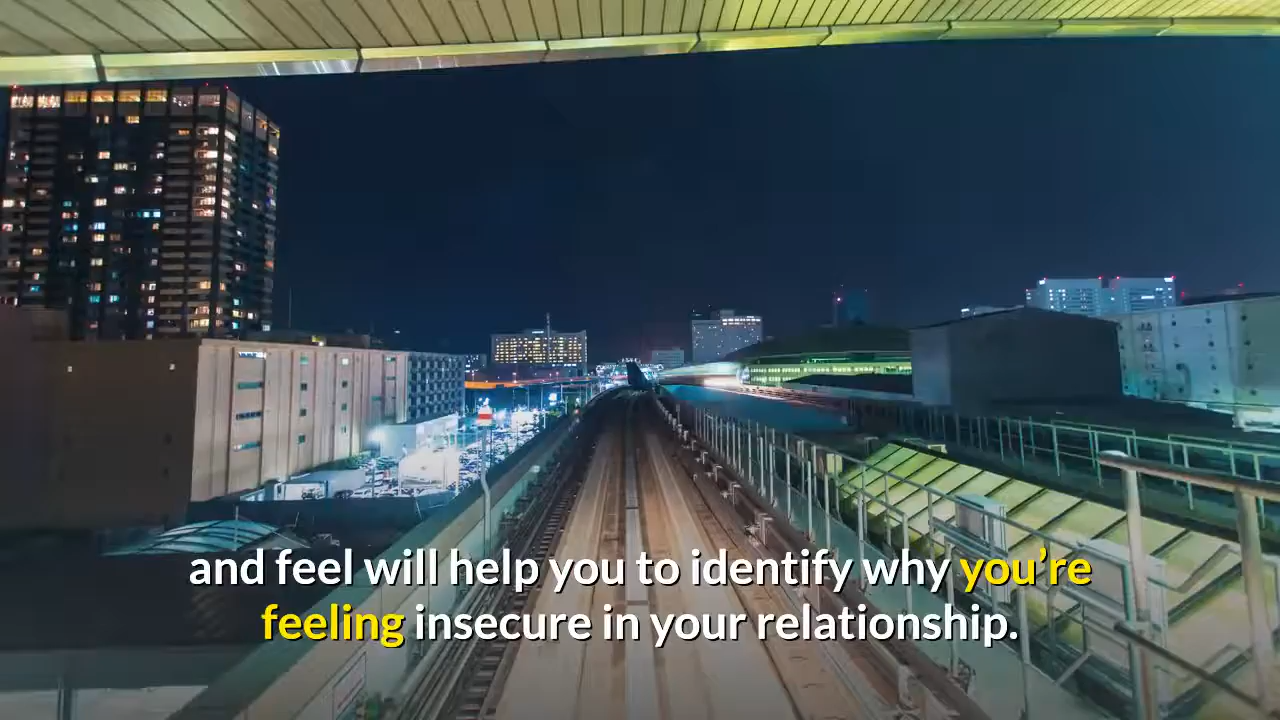 and feel will help you to identify why you’re
feeling insecure in your relationship.